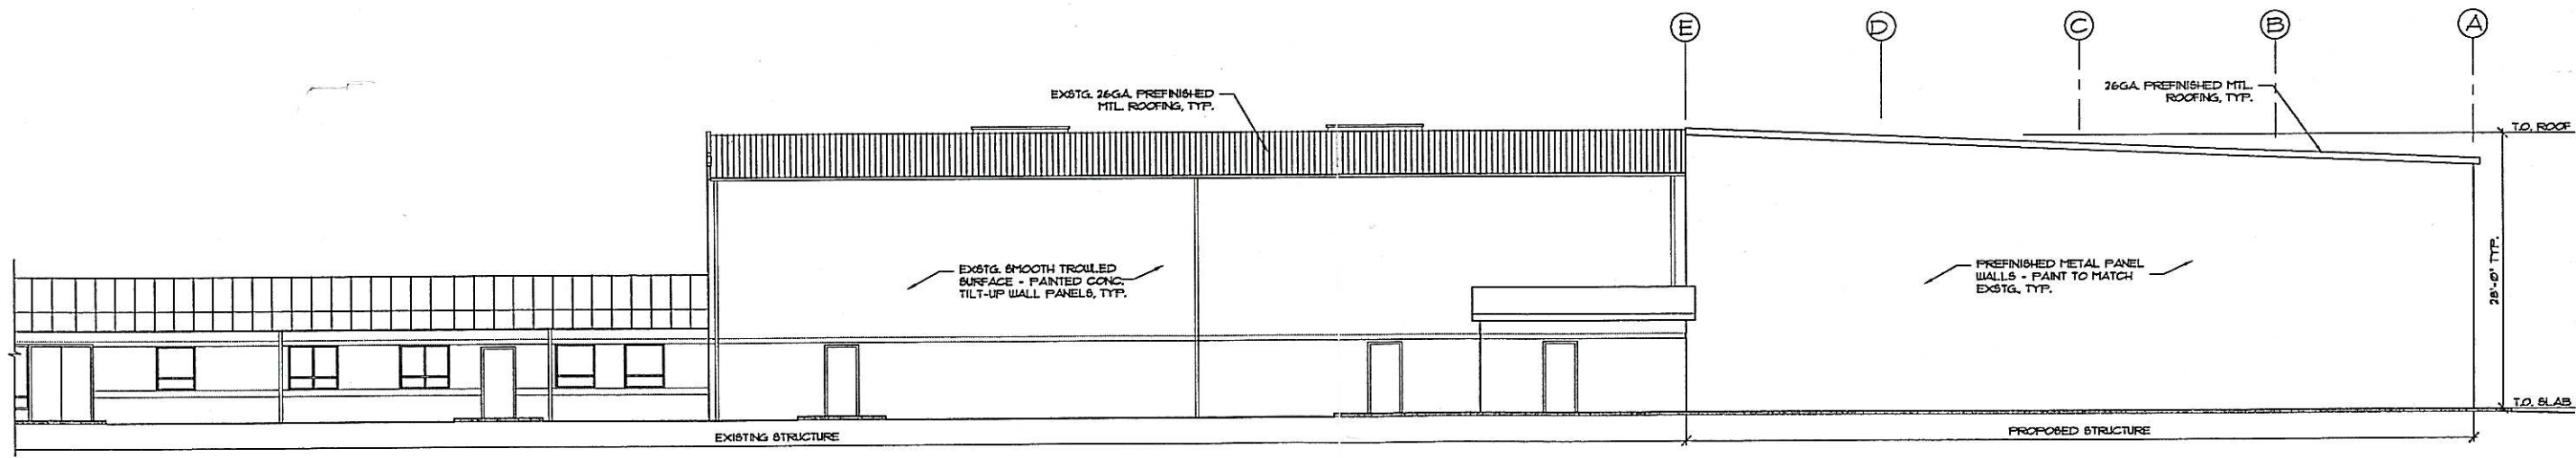 E
D
C
B
A
EXSTG. 26GA. PREFINISHED
MTL. ROOFING, TYP.
26GA. PREFINISHED MTL.
ROOFING, TYP.
T.O. ROOF
EXSTG. SMOOTH TROWLED
SURFACE - PAINTED CONC.
TILT-UP WALL PANELS, TYP.
PREFINISHED METAL PANEL
WALLS - PAINT TO MATCH
EXSTG., TYP.
TYP.
T.O. SLAB
EXISTING STRUCTURE
PROPOSED STRUCTURE